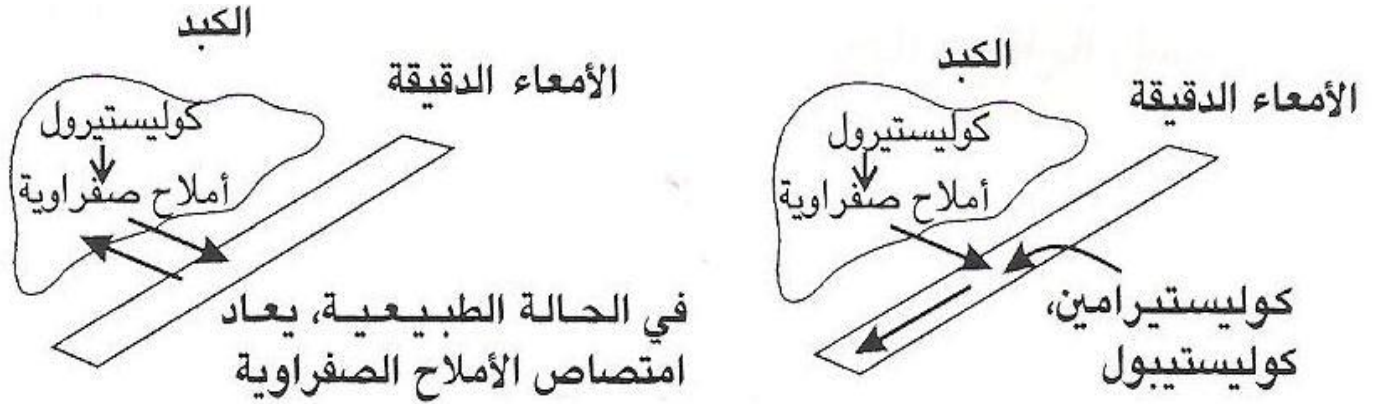 الكبد
الأمعاء الدقيقة
كوليستيرول
أملاح صفراوية
في الحالة الطبيعية، يعاد
امتصاص الأملاح الصفراوية
الكبد
الأمعاء الدقيقة
كوليستيرول
أملاح صفراوية
كوليستيرامين،
كوليستيبول